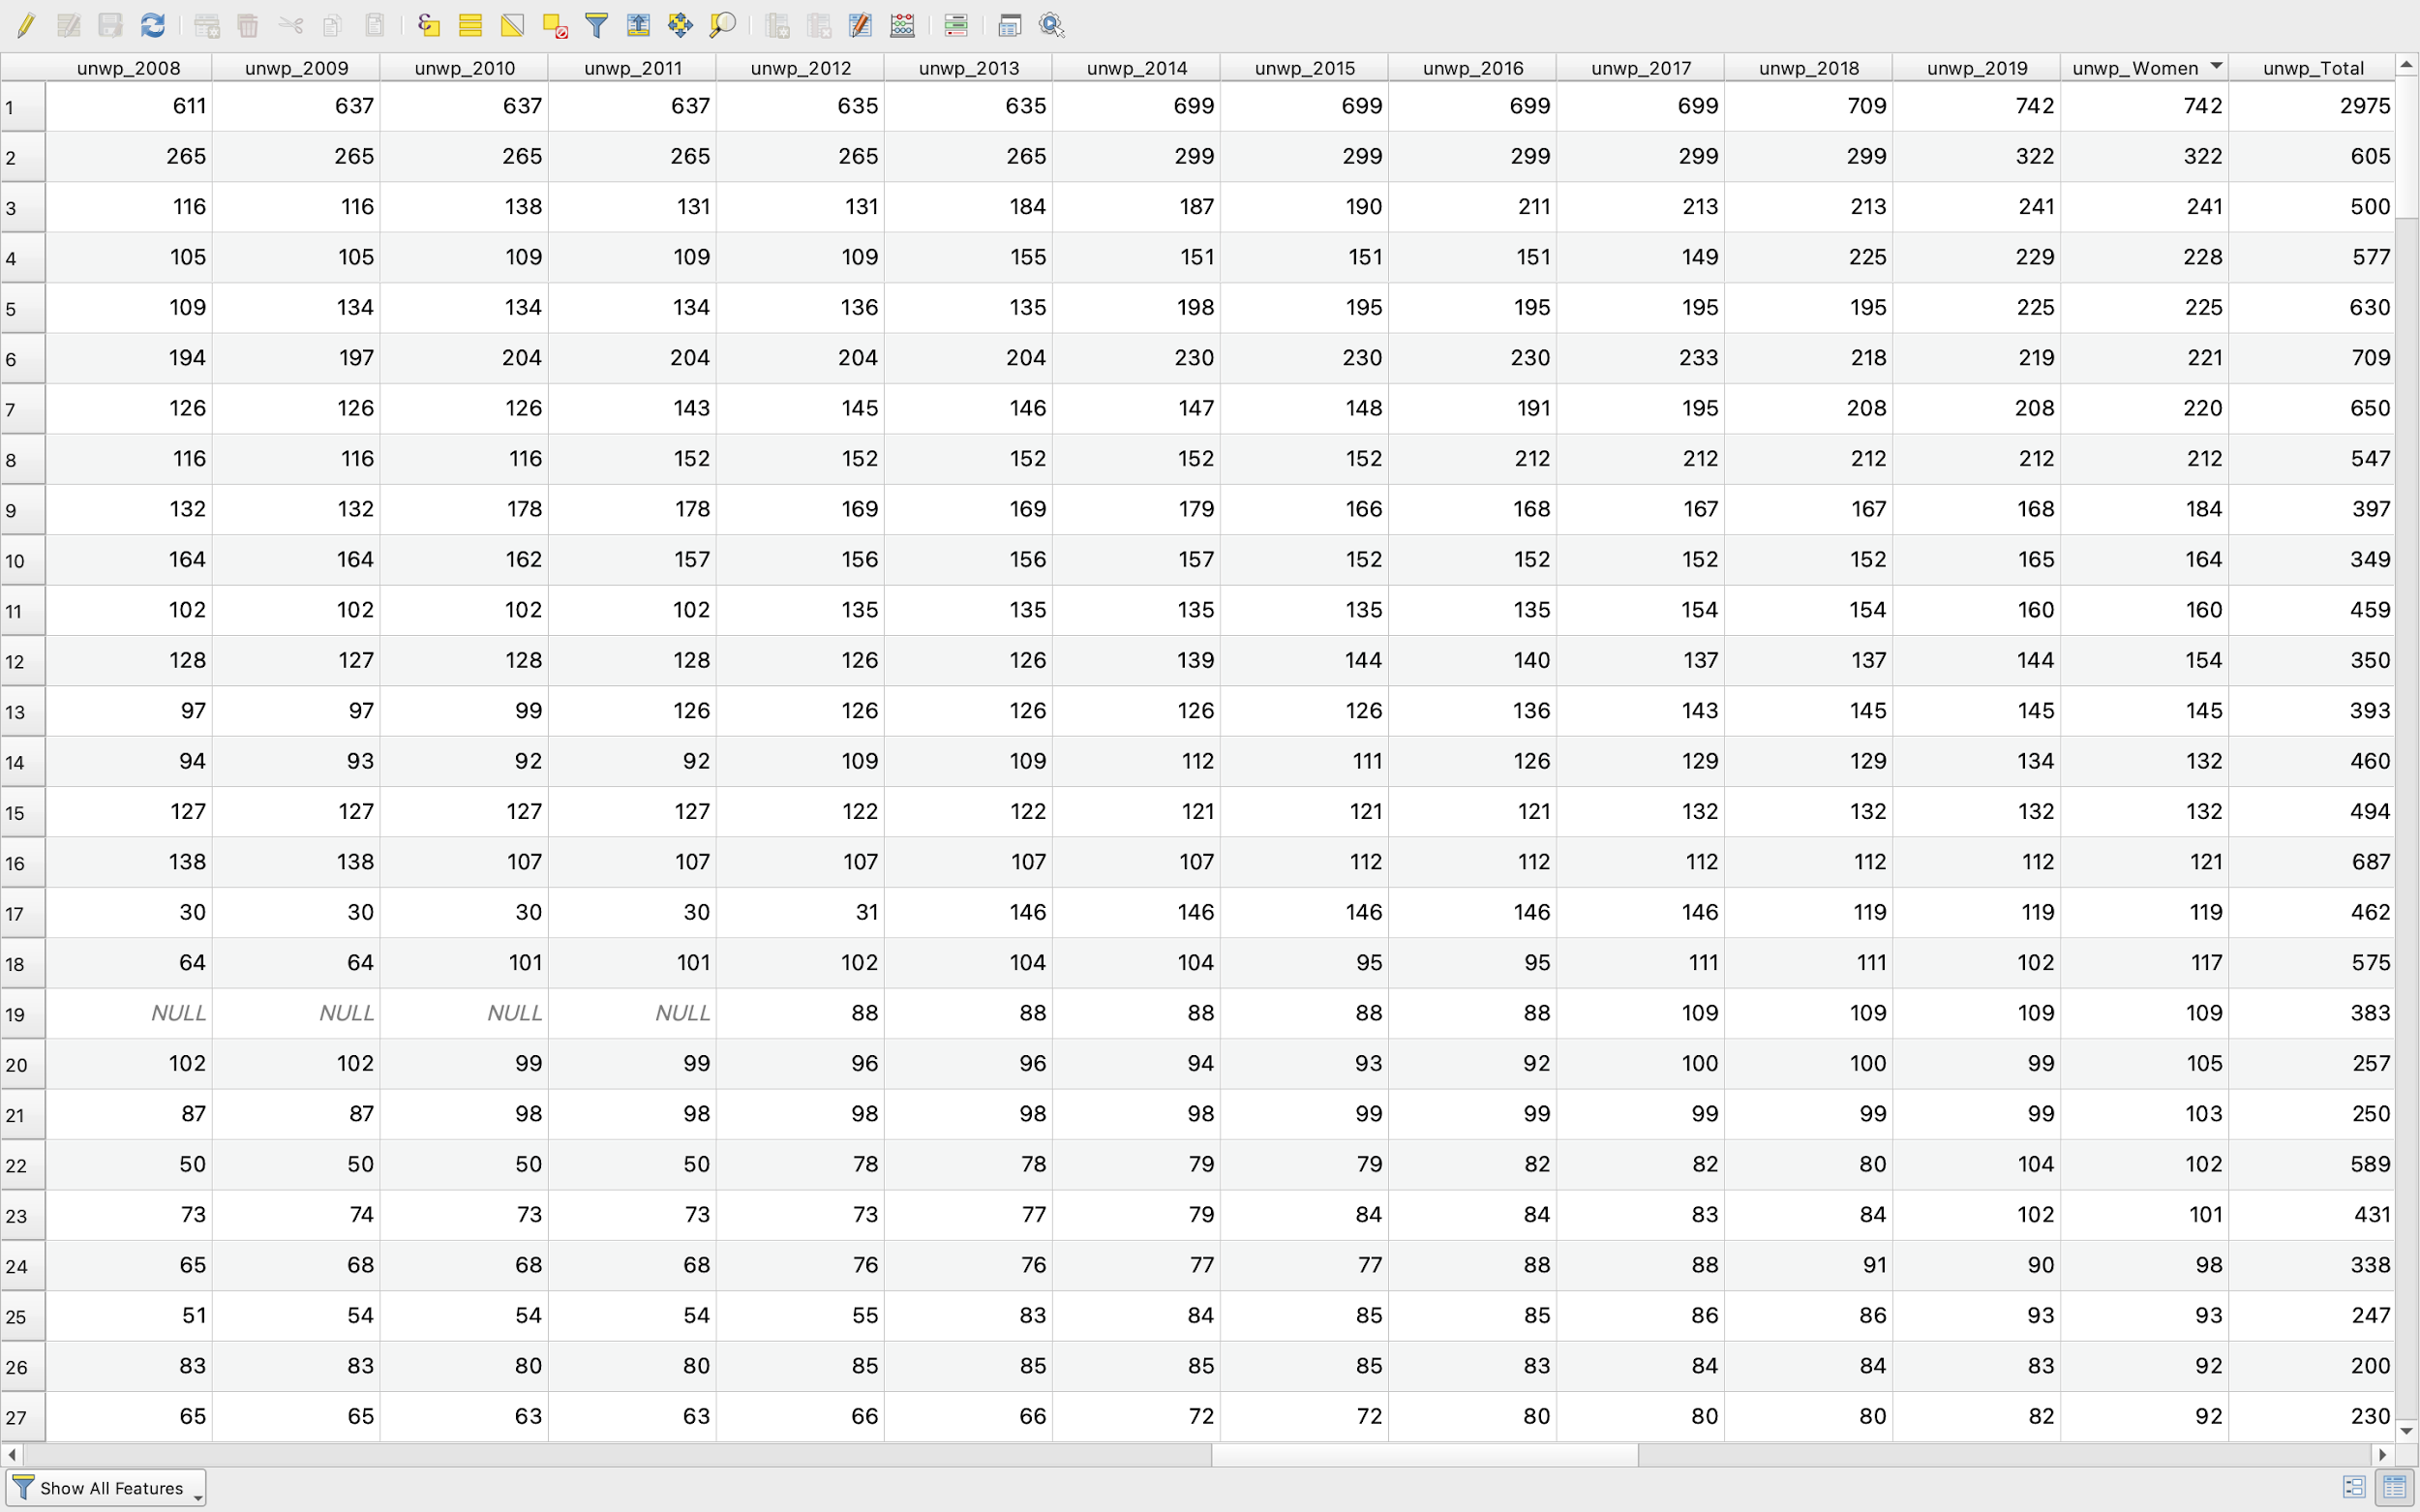 unwp_2008 unwp_2009 unwp_2010 unwp_2011 unwp_2012 unwp_2013 unwp_2014 unwp_2015 unwp_2016 unwp_2017 unwp_2018 unwp_2019 unwp_Women unwp_Total
1 611 637 637 637 635 635 699 699 699 699 709 742 742 2975
2 265 265 265 265 265 265 299 299 299 299 299 322 322 605
3 116 116 138 131 131 184 187 190 211 213 213 241 241 500
4 105 105 109 109 109 155 151 151 151 149 225 229 228 577
5 109 134 134 134 136 135 198 195 195 195 195 225 225 630
6 194 197 204 204 204 204 230 230 230 233 218 219 221 709
7 126 126 126 143 145 146 147 148 191 195 208 208 220 650
8 116 116 116 152 152 152 152 152 212 212 212 212 212 547
9 132 132 178 178 169 169 179 166 168 167 167 168 184 397
10 164 164 162 157 156 156 157 152 152 152 152 165 164 349
11 102 102 102 102 135 135 135 135 135 154 154 160 160 459
12 128 127 128 128 126 126 139 144 140 137 137 144 154 350
13 97 97 99 126 126 126 126 126 136 143 145 145 145 393
14 94 93 92 92 109 109 112 111 126 129 129 134 132 460
15 127 127 127 127 122 122 121 121 121 132 132 132 132 494
16 138 138 107 107 107 107 107 112 112 112 112 112 121 687
17 30 30 30 30 31 146 146 146 146 146 119 119 119 462
18 64 64 101 101 102 104 104 95 95 111 111 102 117 575
19 NULL NULL NULL NULL 88 88 88 88 88 109 109 109 109 383
20 102 102 99 99 96 96 94 93 92 100 100 99 105 257
21 87 87 98 98 98 98 98 99 99 99 99 99 103 250
22 50 50 50 50 78 78 79 79 82 82 80 104 102 589
23 73 74 73 73 73 77 79 84 84 83 84 102 101 431
24 65 68 68 68 76 76 77 77 88 88 91 90 98 338
25 51 54 54 54 55 83 84 85 85 86 86 93 93 247
26 83 83 80 80 85 85 85 85 83 84 84 83 92 200
27 65 65 63 63 66 66 72 72 80 80 80 82 92 230
Show All Features